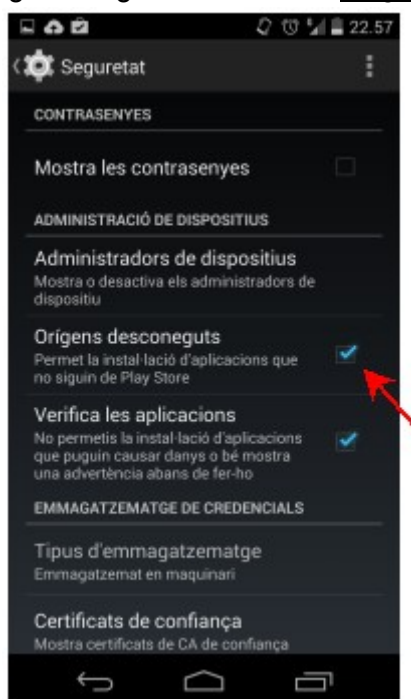 22.57
Seguretat
CONTRASENYES
Mostra les contrasenyes
ADMINISTRACIÓ DE DISPOSITIUS
Administradors de dispositius
Mostra o desactiva els administradors de
dispositiu
Orígens desconeguts
Permet la instal·lació d'aplicacions que
no siguin de Play Store
Verifica les aplicacions
No permetis la instal·lació d'aplicacions
que puguin causar danys o bé mostra
una advertència abans de fer-ho
EMMAGATZEMATGE DE CREDENCIALS
Tipus d'emmagatzematge
Emmagatzemat en maquinari
Certificats de confiança
Mostra certificats de CA de confiança